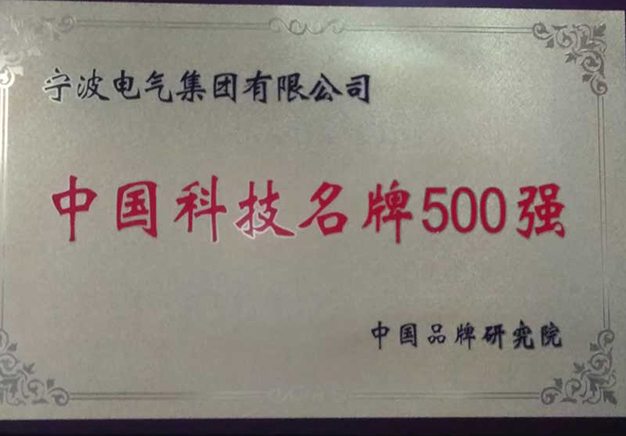 宁波电气集团有限公司
中国科技名牌500强
中国品牌研究院